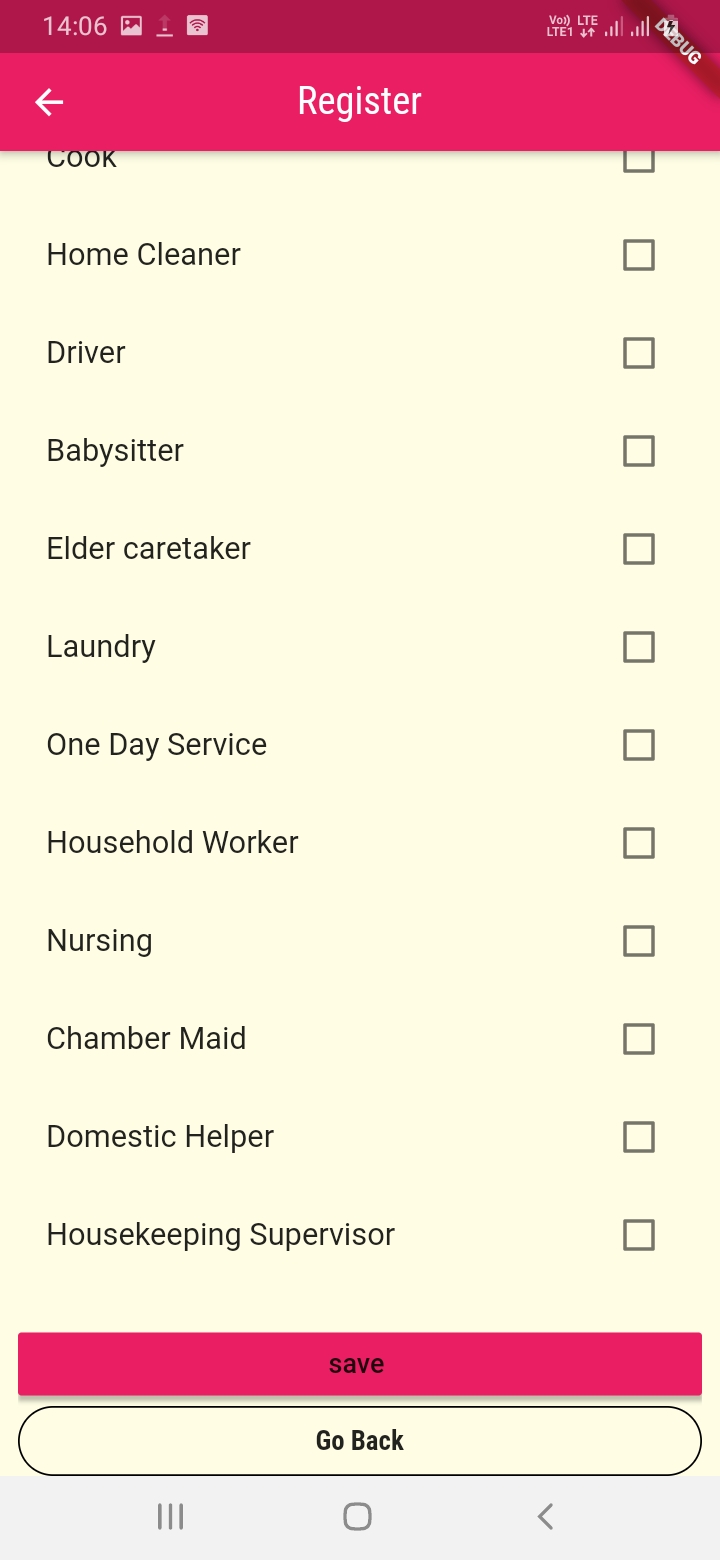 14:06
Vo)) LTE
LTE1
DEBUG
Register
Cook
Home Cleaner
Driver
Babysitter
Elder caretaker
Laundry
One Day Service
Household Worker
Nursing
Chamber Maid
Domestic Helper
Housekeeping Supervisor
save
Go Back